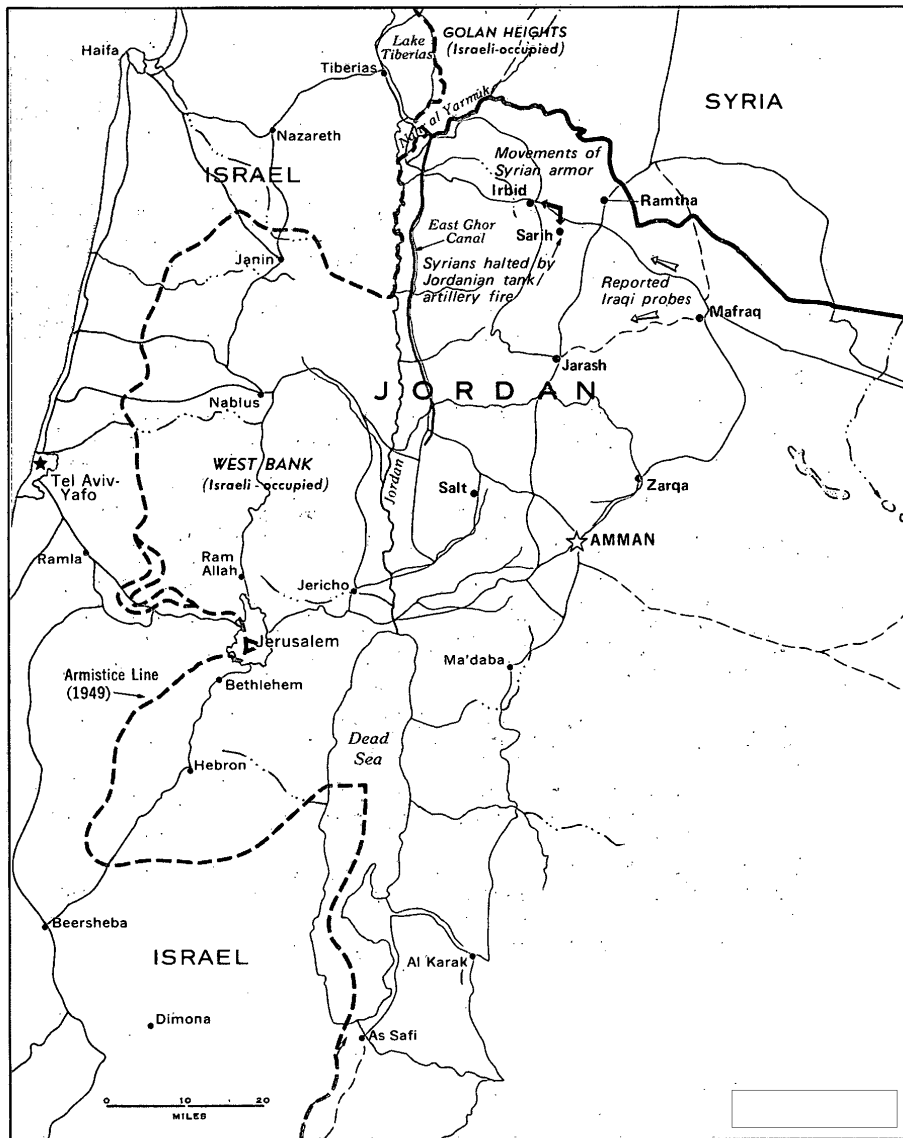 Haifa
Lake
Tiberias
GOLAN HEIGHTS
(Israeli-occupied)
Tiberias
Nahr al Yarmuk
SYRIA
Nazareth
ISRAEL
Movements of
Syrian armor
Irbid
Ramtha
Sarih
East Ghor
Canal
Janin
Syrians halted by
Jordanian tank/
artillery fire
Reported
Iraqi probes
Mafraq
Jarash
JORDAN
Nablus
WEST BANK
(Israeli-occupied)
Jordan
Tel Aviv-
Yafo
Salt
Zarqa
AMMAN
Ramla
Ram
Allah
Jericho
Jerusalem
Armistice Line
(1949)
Bethlehem
Ma'daba
Dead
Sea
Hebron
Beersheba
ISRAEL
Al Karak
Dimona
As Safi
0 10 20
MILES